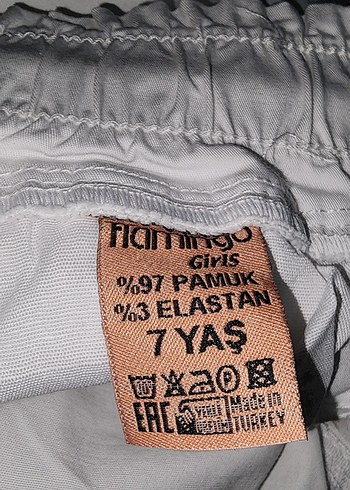 flamingo
Girls
%97 PAMUK
%3 ELASTAN
7 YAŞ
EAC
Made in
TURKEY